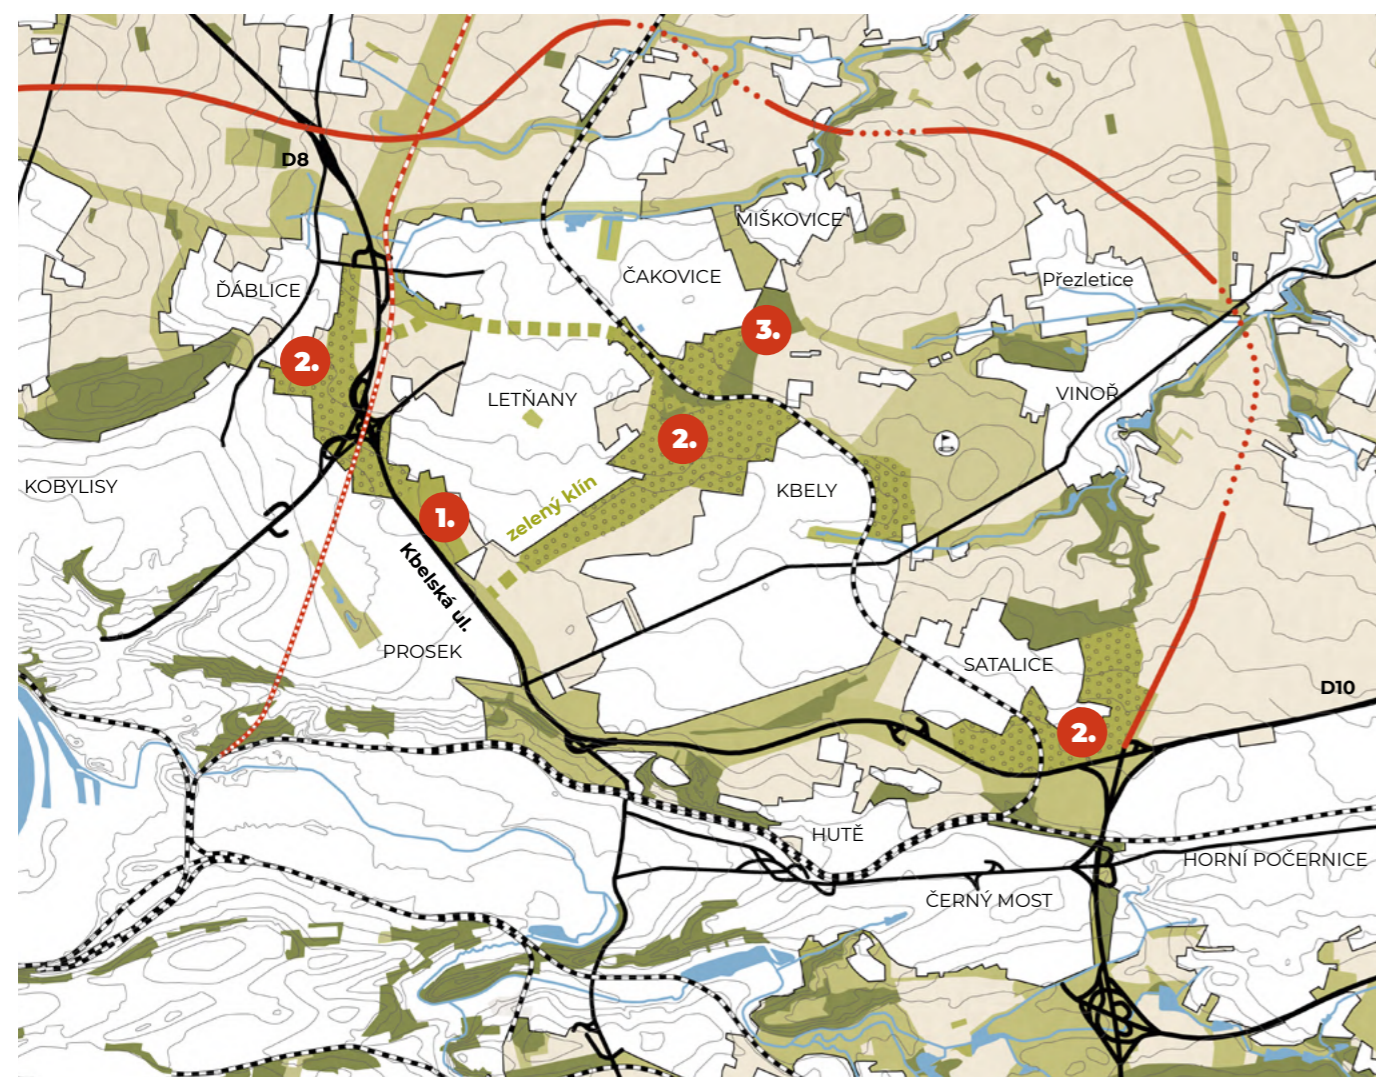 D8
MIŠKOVICE
ČAKOVICE
ĎÁBLICE
Přezletice
3.
2.
LETŇANY
VINOŘ
2.
KOBYLISY
KBELY
zelený klín
1.
Kbelská ul.
PROSEK
SATALICE
D10
2.
HUTĚ
HORNÍ POČERNICE
ČERNÝ MOST